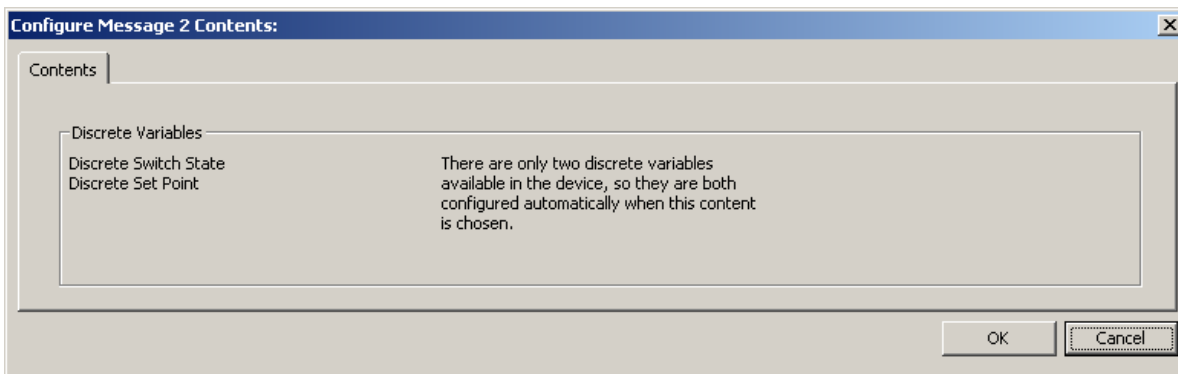 Configure Message 2 Contents:
Contents
Discrete Variables
Discrete Switch State
Discrete Set Point
There are only two discrete variables
available in the device, so they are both
configured automatically when this content
is chosen.
OK
Cancel